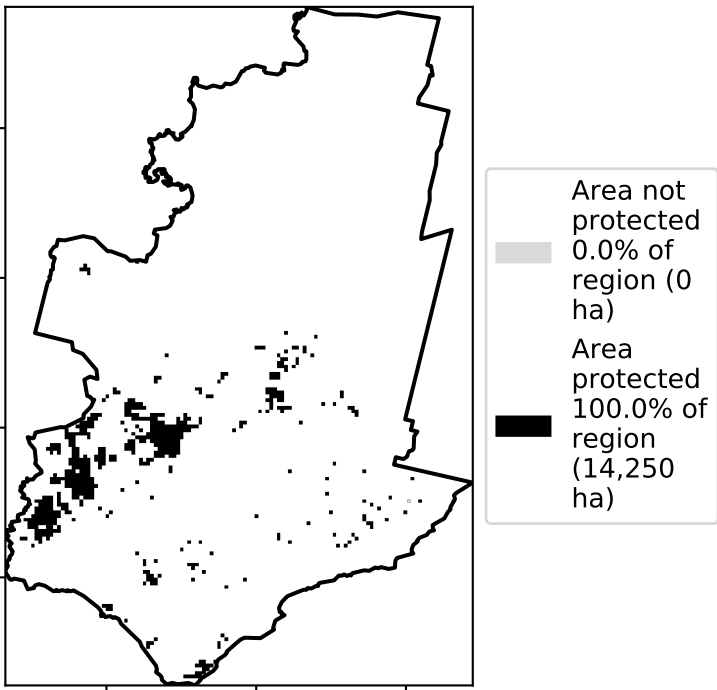 Area not
protected
0.0% of
region (0
ha)
Area
protected
100.0% of
region
(14,250
ha)